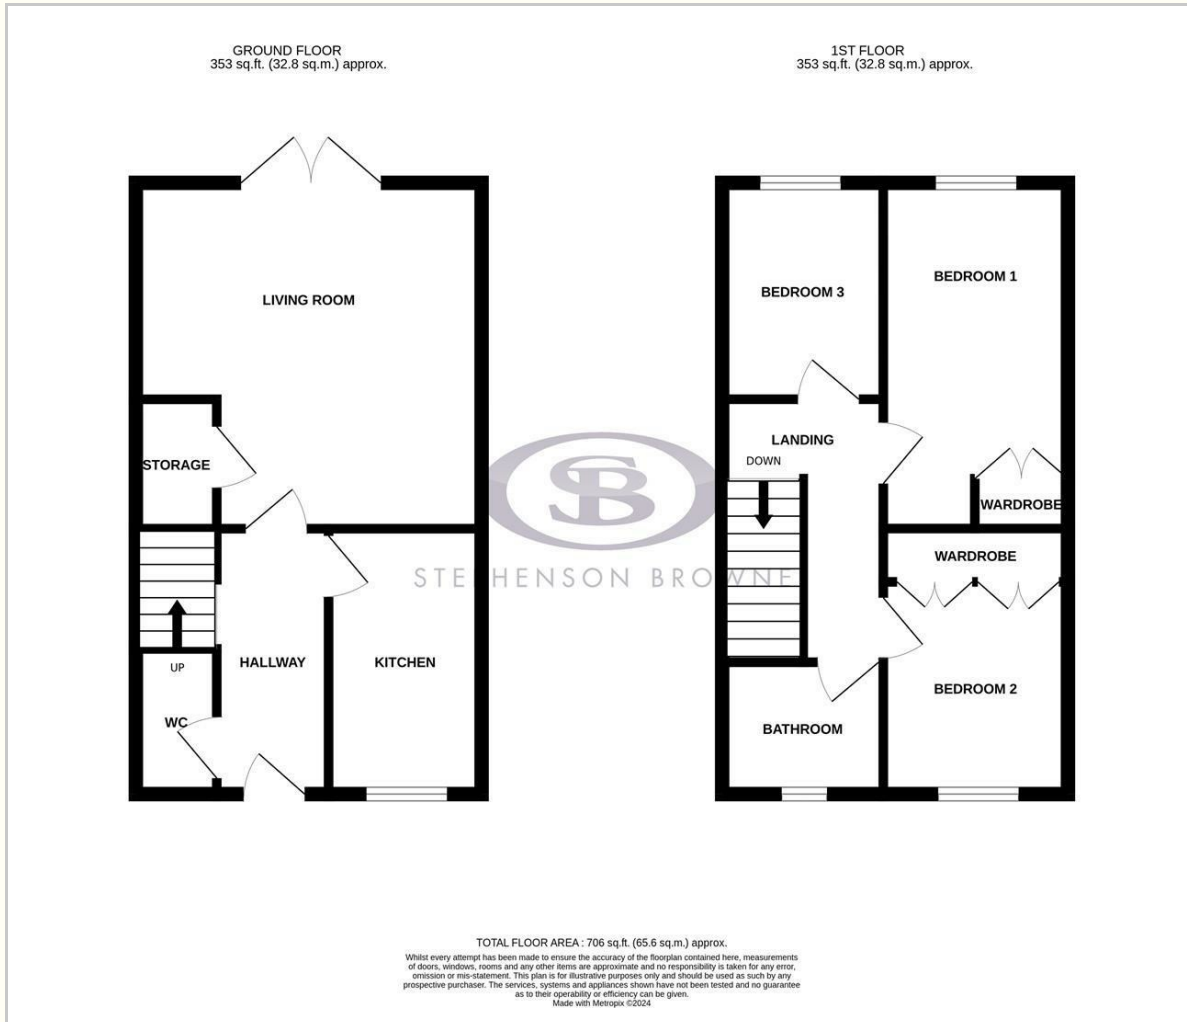 GROUND FLOOR
353 sq.ft. (32.8 sq.m.) approx.
LIVING ROOM
STORAGE
UP
HALLWAY
KITCHEN
WC
1ST FLOOR
353 sq.ft. (32.8 sq.m.) approx.
BEDROOM 1
BEDROOM 3
LANDING
DOWN
WARDROBE
WARDROBE
BEDROOM 2
BATHROOM
SB
STEPHENSON BROWNE
TOTAL FLOOR AREA : 706 sq.ft. (65.6 sq.m.) approx.
Whilst every attempt has been made to ensure the accuracy of the floorplan contained here, measurements
of doors, windows, rooms and any other items are approximate and no responsibility is taken for any error,
omission or mis-statement. This plan is for illustrative purposes only and should be used as such by any
prospective purchaser. The services, systems and appliances shown have not been tested and no guarantee
as to their operability or efficiency can be given.
Made with Metropix ©2024